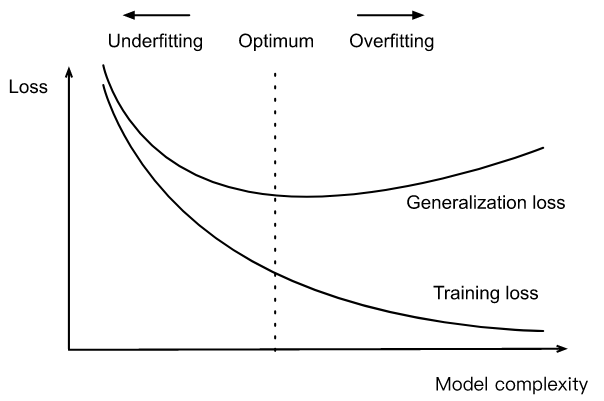 Underfitting
Optimum
Overfitting
Loss
Generalization loss
Training loss
Model complexity